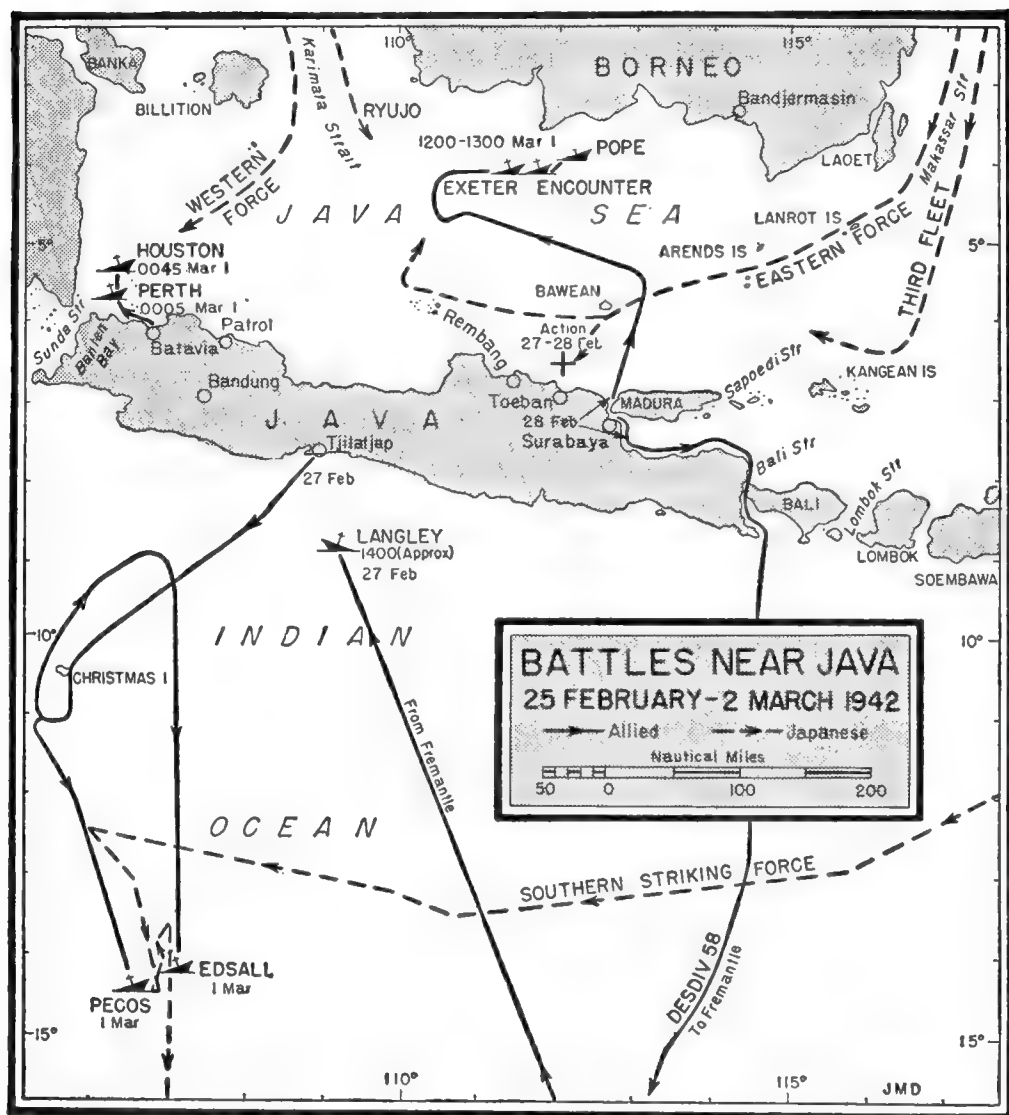 110°
115°
BANKA
BILLITION
Karimata
Strait
RYUJO
BORNEO
Bandjermasin
Makassar Str
1200-1300 Mar 1
POPE
LAOET
EXETER ENCOUNTER
WESTERN
FORCE
JAVA SEA
LANROT IS
5°
5°
HOUSTON
0045 Mar 1
ARENDS IS
EASTERN FORCE
THIRD FLEET
PERTH
0005 Mar 1
BAWEAN
Sunda Str
Banten
Bay
Batavia
Patrol
Rembang
Action
27-28 Feb
Sapoedi Str
KANGEAN IS
Bandung
Toeban
MADURA
JAVA
28 Feb
Surabaya
Tjilatjap
27 Feb
Bali Str
BALI
Lombok Str
LOMBOK
SOEMBAWA
LANGLEY
1400(Approx)
27 Feb
INDIAN
10°
10°
CHRISTMAS I
BATTLES NEAR JAVA
25 FEBRUARY-2 MARCH 1942
Allied
Japanese
Nautical Miles
50 0 100 200
From Fremantle
OCEAN
SOUTHERN STRIKING FORCE
DESDIV 58
To Fremantle
EDSALL
1 Mar
PECOS
1 Mar
15°
15°
110°
115°
JMD